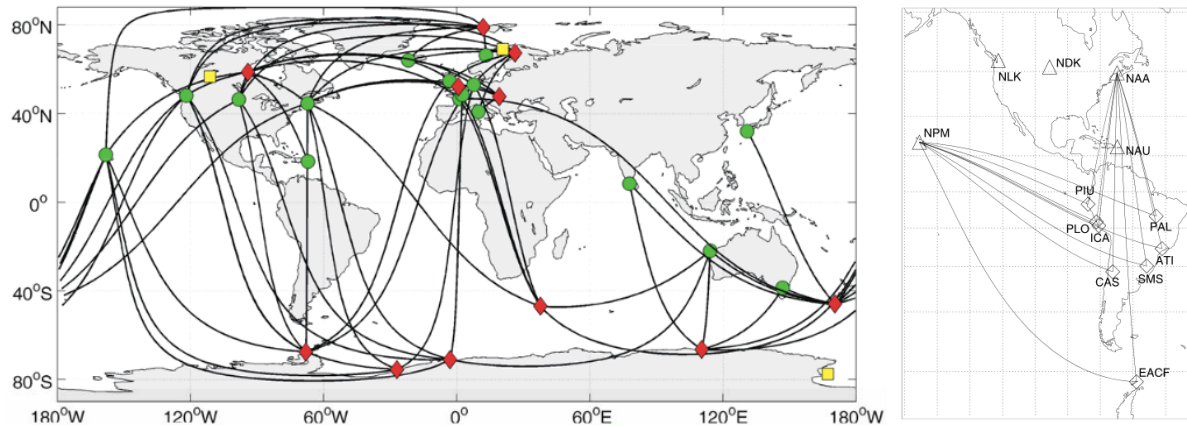 80°N
40°N
0°
40°S
80°S
180°W
120°W
60°W
0°
60°E
120°E
180°W
NLK
NDK
NAA
NPM
NAU
PIU
PLO
ICA
PAL
ATI
CAS
SMS
EACF